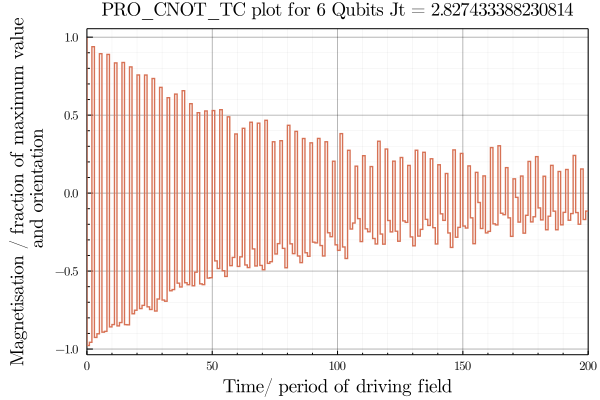 PRO_CNOT_TC plot for 6 Qubits Jt = 2.827433388230814
Magnetisation / fraction of maximum value
and orientation
1.0
0.5
0.0
−0.5
−1.0
0 50 100 150 200
Time/ period of driving field